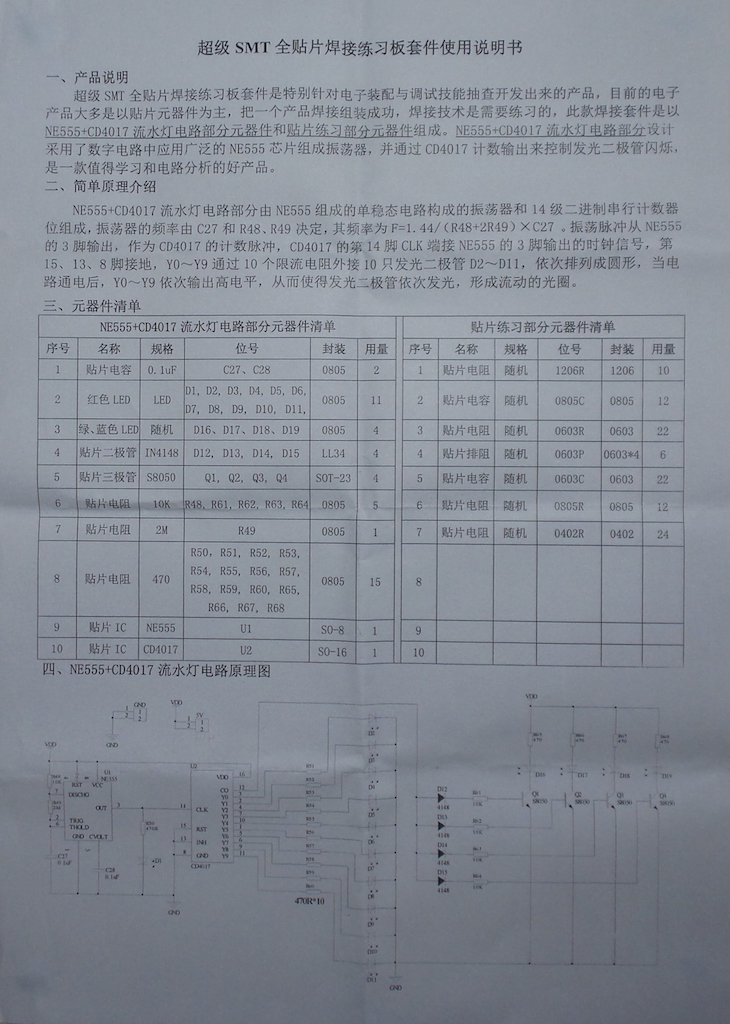 超级 SMT 全贴片焊接练习板套件使用说明书
一、产品说明
超级 SMT 全贴片焊接练习板套件是特别针对电子装配与调试技能抽查开发出来的产品，目前的电子
产品大多是以贴片元器件为主，把一个产品焊接组装成功，焊接技术是需要练习的，此款焊接套件是以
NE555+CD4017 流水灯电路部分元器件和贴片练习部分元器件组成。NE555+CD4017 流水灯电路部分设计
采用了数字电路中应用广泛的 NE555 芯片组成振荡器，并通过 CD4017 计数输出来控制发光二极管闪烁，
是一款值得学习和电路分析的好产品。
二、简单原理介绍
NE555+CD4017 流水灯电路部分由 NE555 组成的单稳态电路构成的振荡器和 14 级二进制串行计数器
位组成，振荡器的频率由 C27 和 R48、R49 决定，其频率为 F=1.44/(R48+2R49)×C27 。振荡脉冲从 NE555
的 3 脚输出，作为 CD4017 的计数脉冲，CD4017 的第 14 脚 CLK 端接 NE555 的 3 脚输出的时钟信号，第
15、13、8 脚接地，Y0～Y9 通过 10 个限流电阻外接 10 只发光二极管 D2～D11，依次排列成圆形，当电
路通电后，Y0～Y9 依次输出高电平，从而使得发光二极管依次发光，形成流动的光圈。
三、元器件清单
NE555+CD4017 流水灯电路部分元器件清单 贴片练习部分元器件清单
序号 名称 规格 位号 封装 用量 序号 名称 规格 位号 封装 用量
1 贴片电容 0.1uF C27、C28 0805 2 1 贴片电阻 随机 1206R 1206 10
2 红色 LED LED D1, D2, D3, D4, D5, D6, D7, D8, D9, D10, D11, 0805 11 2 贴片电容 随机 0805C 0805 12
3 绿、蓝色 LED 随机 D16、D17、D18、D19 0805 4 3 贴片电阻 随机 0603R 0603 22
4 贴片二极管 IN4148 D12, D13, D14, D15 LL34 4 4 贴片排阻 随机 0603P 0603*4 6
5 贴片三极管 S8050 Q1, Q2, Q3, Q4 SOT-23 4 5 贴片电容 随机 0603C 0603 22
6 贴片电阻 10K R48, R61, R62, R63, R64 0805 5 6 贴片电阻 随机 0805R 0805 12
7 贴片电阻 2M R49 0805 1 7 贴片电阻 随机 0402R 0402 24
8 贴片电阻 470 R50, R51, R52, R53, R54, R55, R56, R57, R58, R59, R60, R65, R66, R67, R68 0805 15 8
9 贴片 IC NE555 U1 SO-8 1 9
10 贴片 IC CD4017 U2 SO-16 1 10
四、NE555+CD4017 流水灯电路原理图
GND VDD 5V VDD
GND
VDD
U1 NE555
RST VCC
DISCHG
OUT
TRIG
THOLD
GND CVOLT
C27 0.1uF
C28 0.1uF
D1
U2
VDD
CLK
RST
INH
GND
CD4017
CO
Y0
Y1
Y2
Y3
Y4
Y5
Y6
Y7
Y8
Y9
470R*10
GND
D2
D3
D4
D5
D6
D7
D8
D9
D10
D11
GND
D12 4148
D13 4148
D14 4148
D15 4148
D16 D17 D18 D19
Q1 S8050
Q2 S8050
Q3 S8050
Q4 S8050